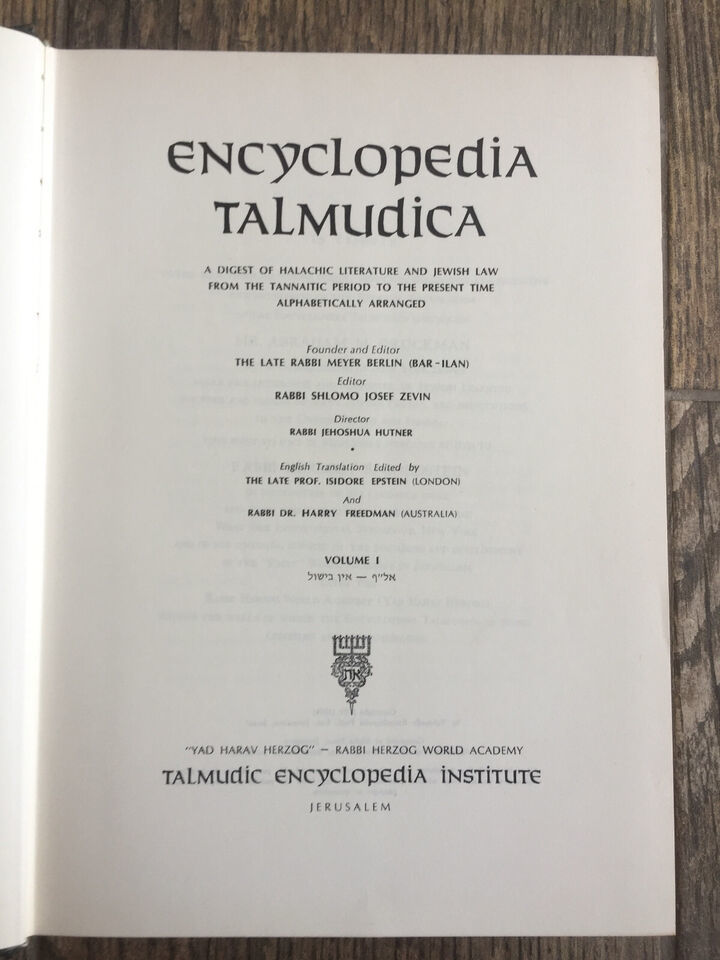 ENCYCLOPEDIA
TALMUDICA
A DIGEST OF HALACHIC LITERATURE AND JEWISH LAW
FROM THE TANNAITIC PERIOD TO THE PRESENT TIME
ALPHABETICALLY ARRANGED
Founder and Editor
THE LATE RABBI MEYER BERLIN (BAR-ILAN)
Editor
RABBI SHLOMO JOSEF ZEVIN
Director
RABBI JEHOSHUA HUTNER
English Translation Edited by
THE LATE PROF. ISIDORE EPSTEIN (LONDON)
And
RABBI DR. HARRY FREEDMAN (AUSTRALIA)
VOLUME I
אל״ף — אין בישול
את
"YAD HARAV HERZOG" — RABBI HERZOG WORLD ACADEMY
TALMUDIC ENCYCLOPEDIA INSTITUTE
JERUSALEM